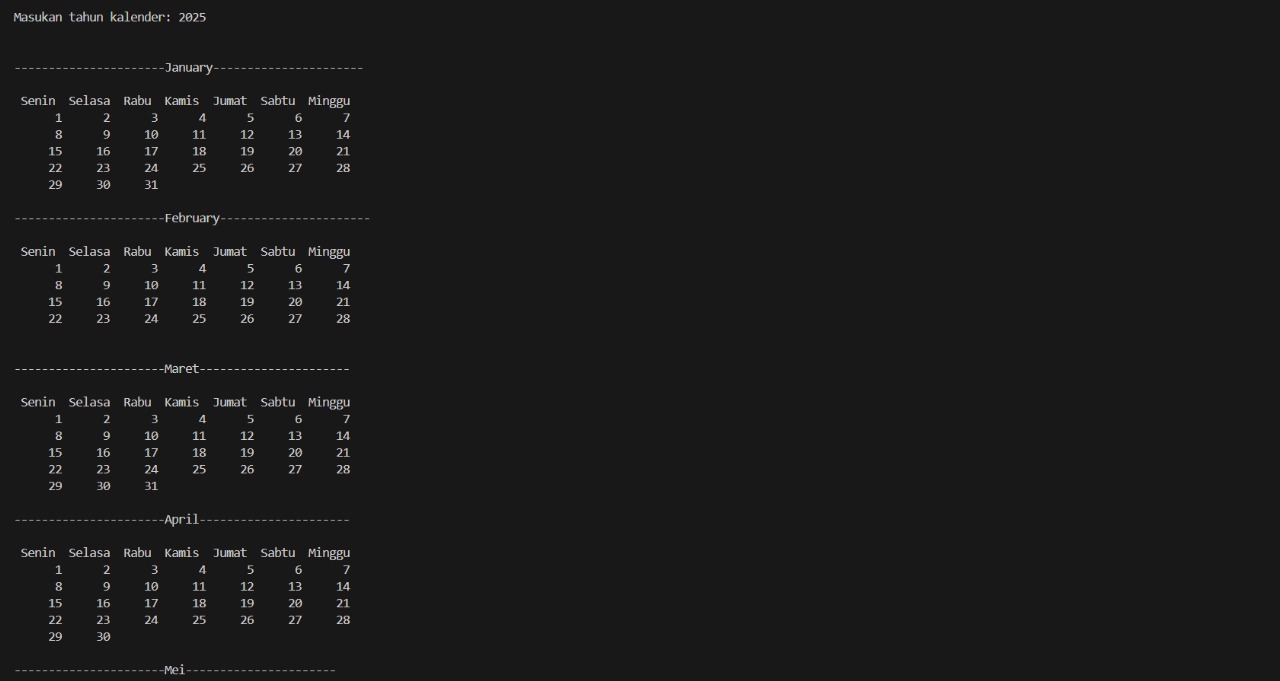 Masukan tahun kalender: 2025
----------------------January----------------------
Senin  Selasa  Rabu  Kamis  Jumat  Sabtu  Minggu
1      2      3      4      5      6      7
8      9     10     11     12     13     14
15     16     17     18     19     20     21
22     23     24     25     26     27     28
29     30     31
----------------------February----------------------
Senin  Selasa  Rabu  Kamis  Jumat  Sabtu  Minggu
1      2      3      4      5      6      7
8      9     10     11     12     13     14
15     16     17     18     19     20     21
22     23     24     25     26     27     28
----------------------Maret----------------------
Senin  Selasa  Rabu  Kamis  Jumat  Sabtu  Minggu
1      2      3      4      5      6      7
8      9     10     11     12     13     14
15     16     17     18     19     20     21
22     23     24     25     26     27     28
29     30     31
----------------------April----------------------
Senin  Selasa  Rabu  Kamis  Jumat  Sabtu  Minggu
1      2      3      4      5      6      7
8      9     10     11     12     13     14
15     16     17     18     19     20     21
22     23     24     25     26     27     28
29     30
----------------------Mei----------------------